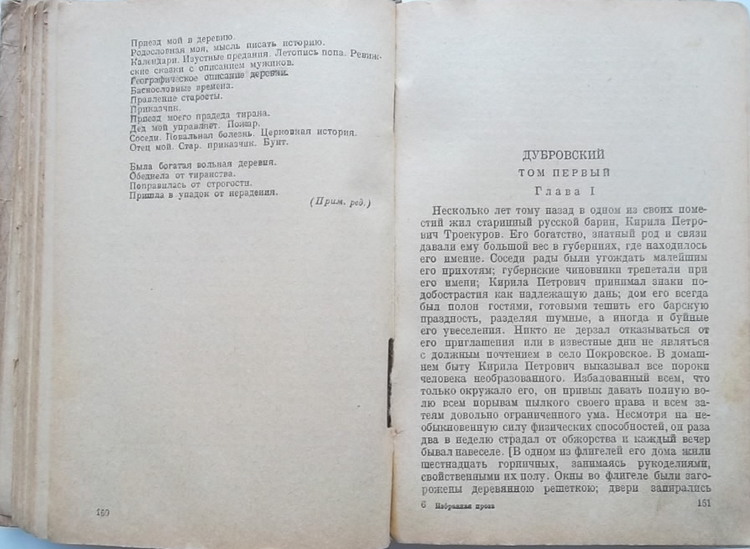 Приезд мой в деревню.
Родословная моя, мысль писать историю.
Календари. Изустные предания. Летопись попа. Ревиж-
ские сказки с описанием мужиков.
Географическое описание деревни.
Баснословные времена.
Правление старосты.
Приказчик.
Приезд моего прадеда тирана.
Дед мой управляет. Пожар.
Соседи. Повальная болезнь. Церковная история.
Отец мой. Стар. приказчик. Бунт.
Была богатая вольная деревня.
Обеднела от тиранства.
Поправилась от строгости.
Пришла в упадок от нерадения.
(Прим. ред.)
150
ДУБРОВСКИЙ
ТОМ ПЕРВЫЙ
Глава I
Несколько лет тому назад в одном из своих поме-
стий жил старинный русской барин, Кирила Петро-
вич Троекуров. Его богатство, знатный род и связи
давали ему большой вес в губерниях, где находилось
его имение. Соседи рады были угождать малейшим
его прихотям; губернские чиновники трепетали при
его имени; Кирила Петрович принимал знаки по-
добострастия как надлежащую дань; дом его всегда
был полон гостями, готовыми тешить его барскую
праздность, разделяя шумные, а иногда и буйные
его увеселения. Никто не дерзал отказываться от
его приглашения или в известные дни не являться
с должным почтением в село Покровское. В домаш-
нем быту Кирила Петрович выказывал все пороки
человека необразованного. Избалованный всем, что
только окружало его, он привык давать полную во-
лю всем порывам пылкого своего нрава и всем за-
теям довольно ограниченного ума. Несмотря на не-
обыкновенную силу физических способностей, он раза
два в неделю страдал от обжорства и каждый вечер
бывал навеселе. [В одном из флигелей его дома жили
шестнадцать горничных, занимаясь рукоделиями,
свойственными их полу. Окны во флигеле были заго-
рожены деревянною решеткою; двери запирались
6 Избранная проза 151